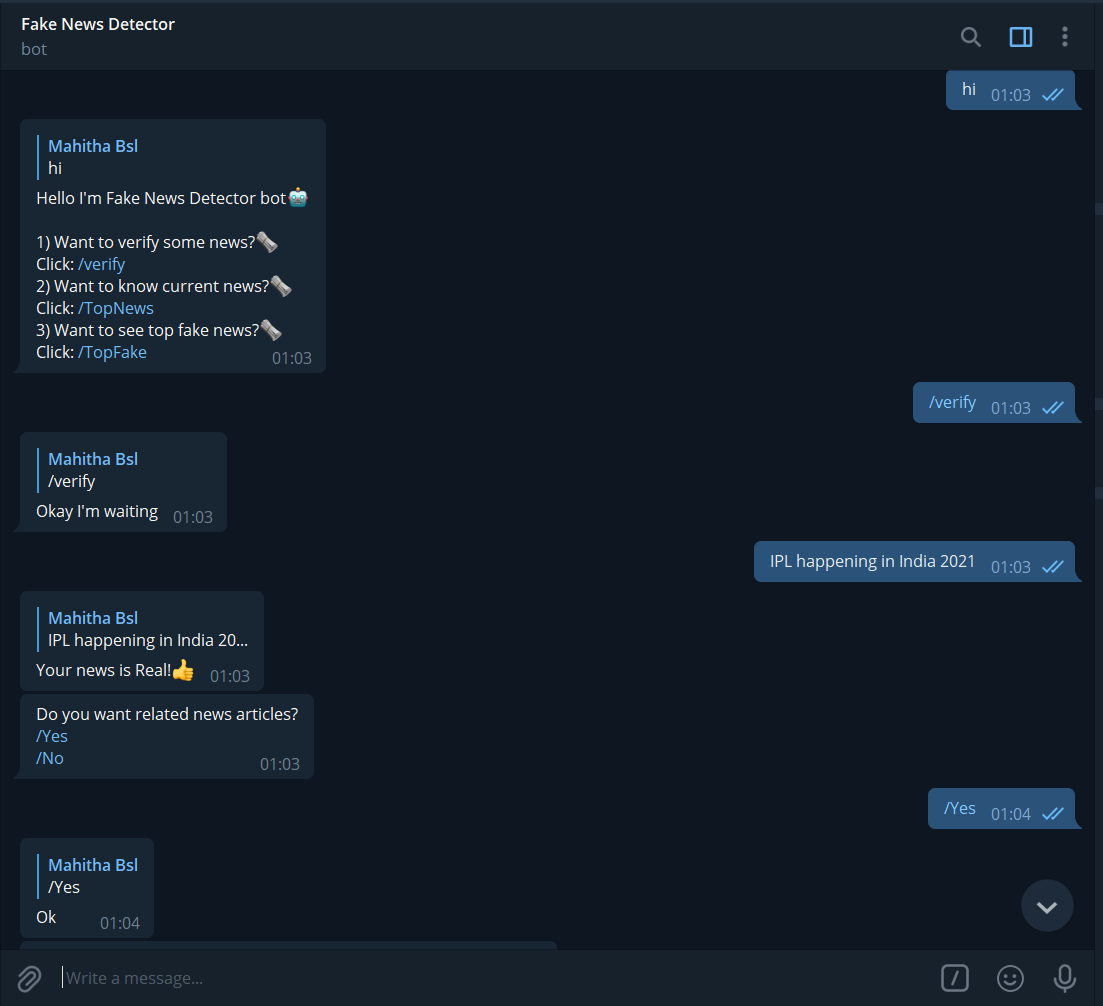 Fake News Detector
bot
hi 01:03
Mahitha Bsl
hi
Hello I'm Fake News Detector bot🤖
1) Want to verify some news?🗞
Click: /verify
2) Want to know current news?🗞
Click: /TopNews
3) Want to see top fake news?🗞
Click: /TopFake
01:03
/verify 01:03
Mahitha Bsl
/verify
Okay I'm waiting 01:03
IPL happening in India 2021 01:03
Mahitha Bsl
IPL happening in India 20...
Your news is Real!👍 01:03
Do you want related news articles?
/Yes
/No
01:03
/Yes 01:04
Mahitha Bsl
/Yes
Ok 01:04
Write a message...